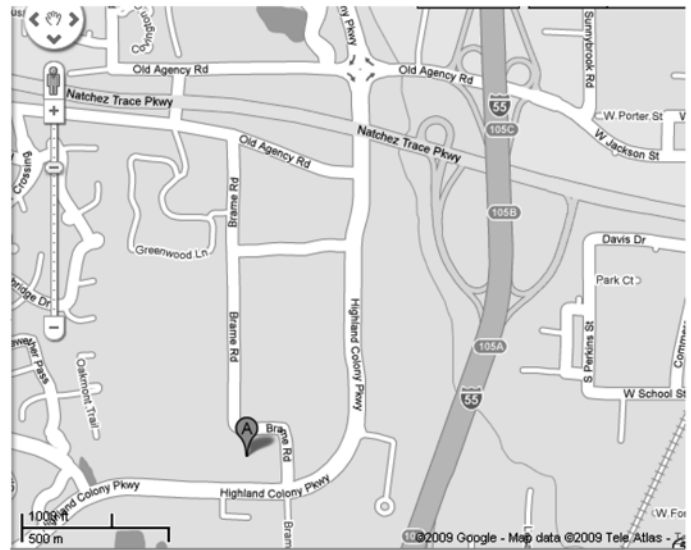 Old Agency Rd
Old Agency Rd
Sunnybrook Rd
Natchez Trace Pkwy
55
105C
W Porter St
W Jackson St
Old Agency Rd
Natchez Trace Pkwy
Crossing
Brame Rd
105B
Greenwood Ln
Davis Dr
Park Ct
Highland Colony Pkwy
Brame Rd
S Perkins St
105A
Oakmont Trail
55
W School St
A
Brame Rd
Highland Colony Pkwy
Highland Colony Pkwy
1000 ft
500 m
©2009 Google - Map data ©2009 Tele Atlas -